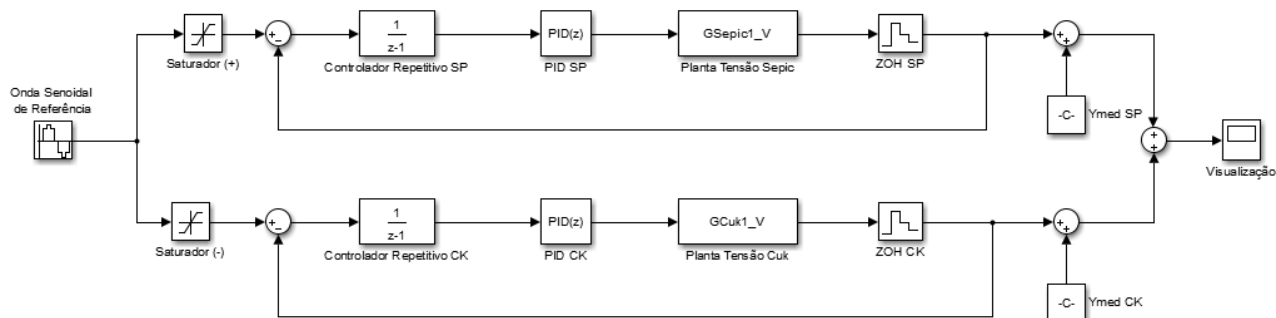 1
z-1
PID(z)
GSepic1_V
Saturador (+)
Controlador Repetitivo SP
PID SP
Planta Tensão Sepic
ZOH SP
Onda Senoidal
de Referência
-C-
Ymed SP
Visualização
1
z-1
PID(z)
GCuk1_V
Saturador (-)
Controlador Repetitivo CK
PID CK
Planta Tensão Cuk
ZOH CK
-C-
Ymed CK